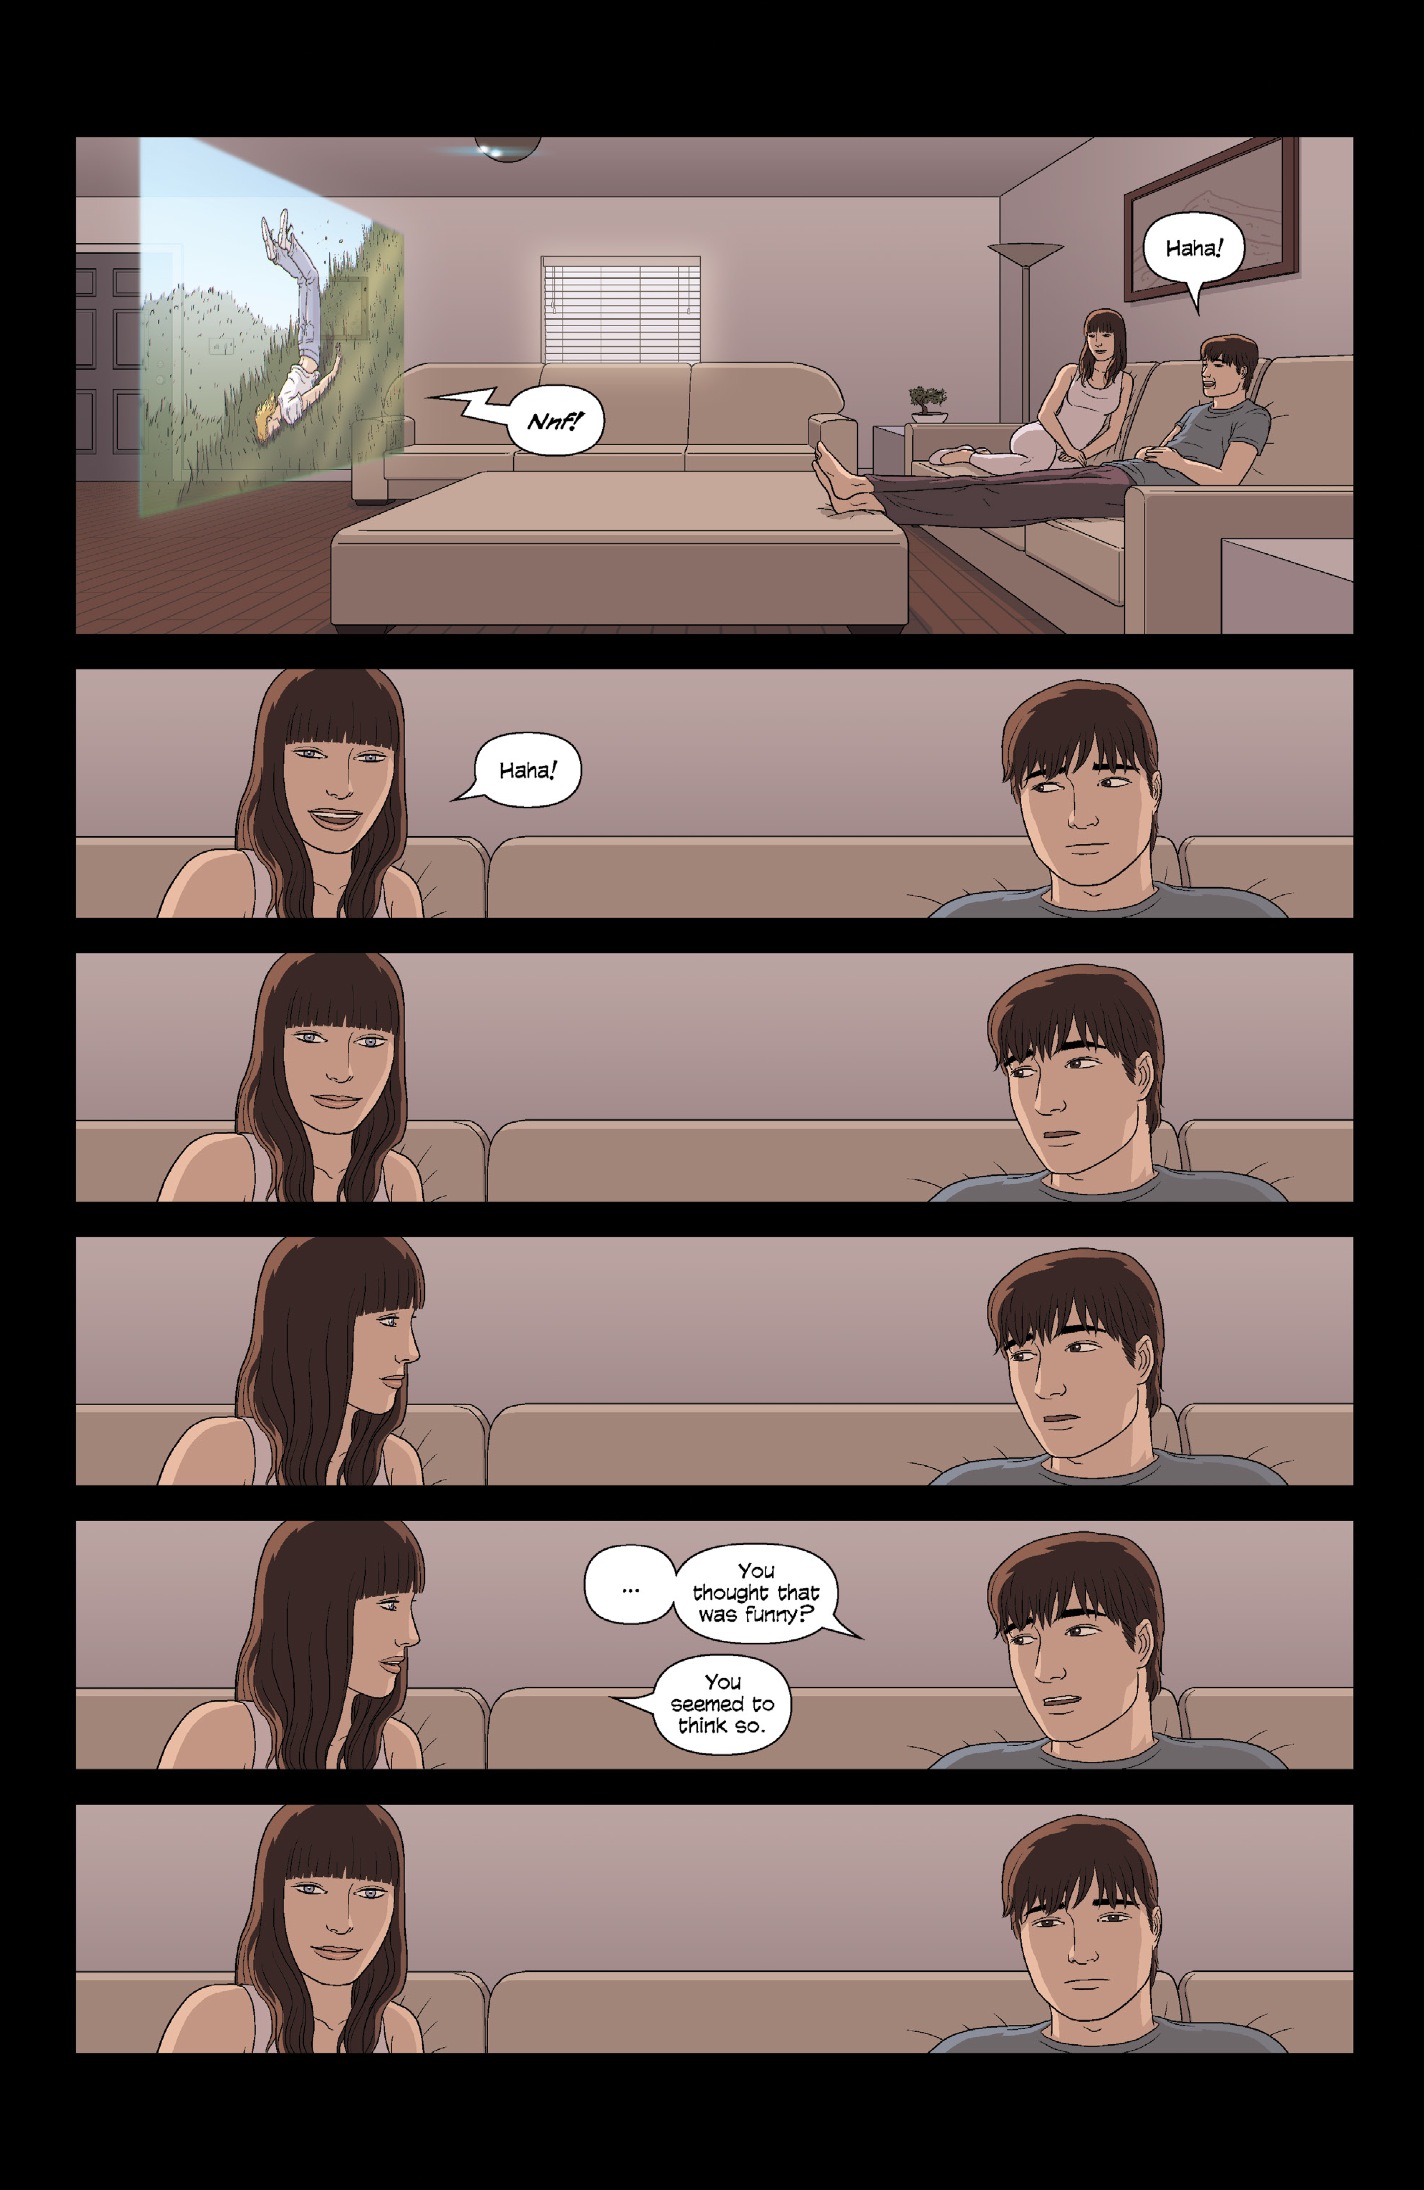 Haha!
Nnf!
Haha!
...
You
thought that
was funny?
You
seemed to
think so.